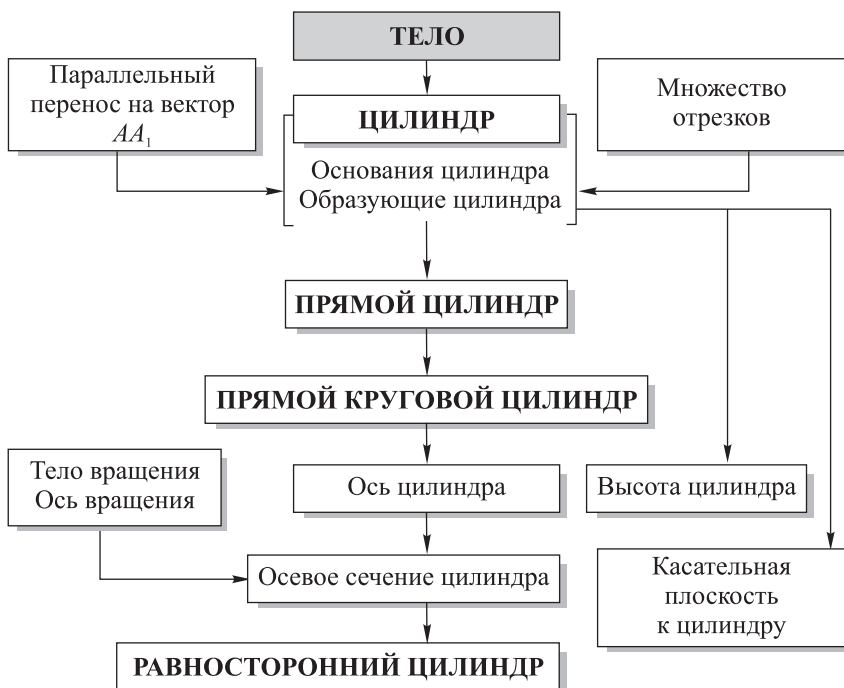 ТЕЛО
Параллельный
перенос на вектор
AA₁
ЦИЛИНДР
Множество
отрезков
Основания цилиндра
Образующие цилиндра
ПРЯМОЙ ЦИЛИНДР
ПРЯМОЙ КРУГОВОЙ ЦИЛИНДР
Тело вращения
Ось вращения
Ось цилиндра
Высота цилиндра
Осевое сечение цилиндра
Касательная
плоскость
к цилиндру
РАВНОСТОРОННИЙ ЦИЛИНДР